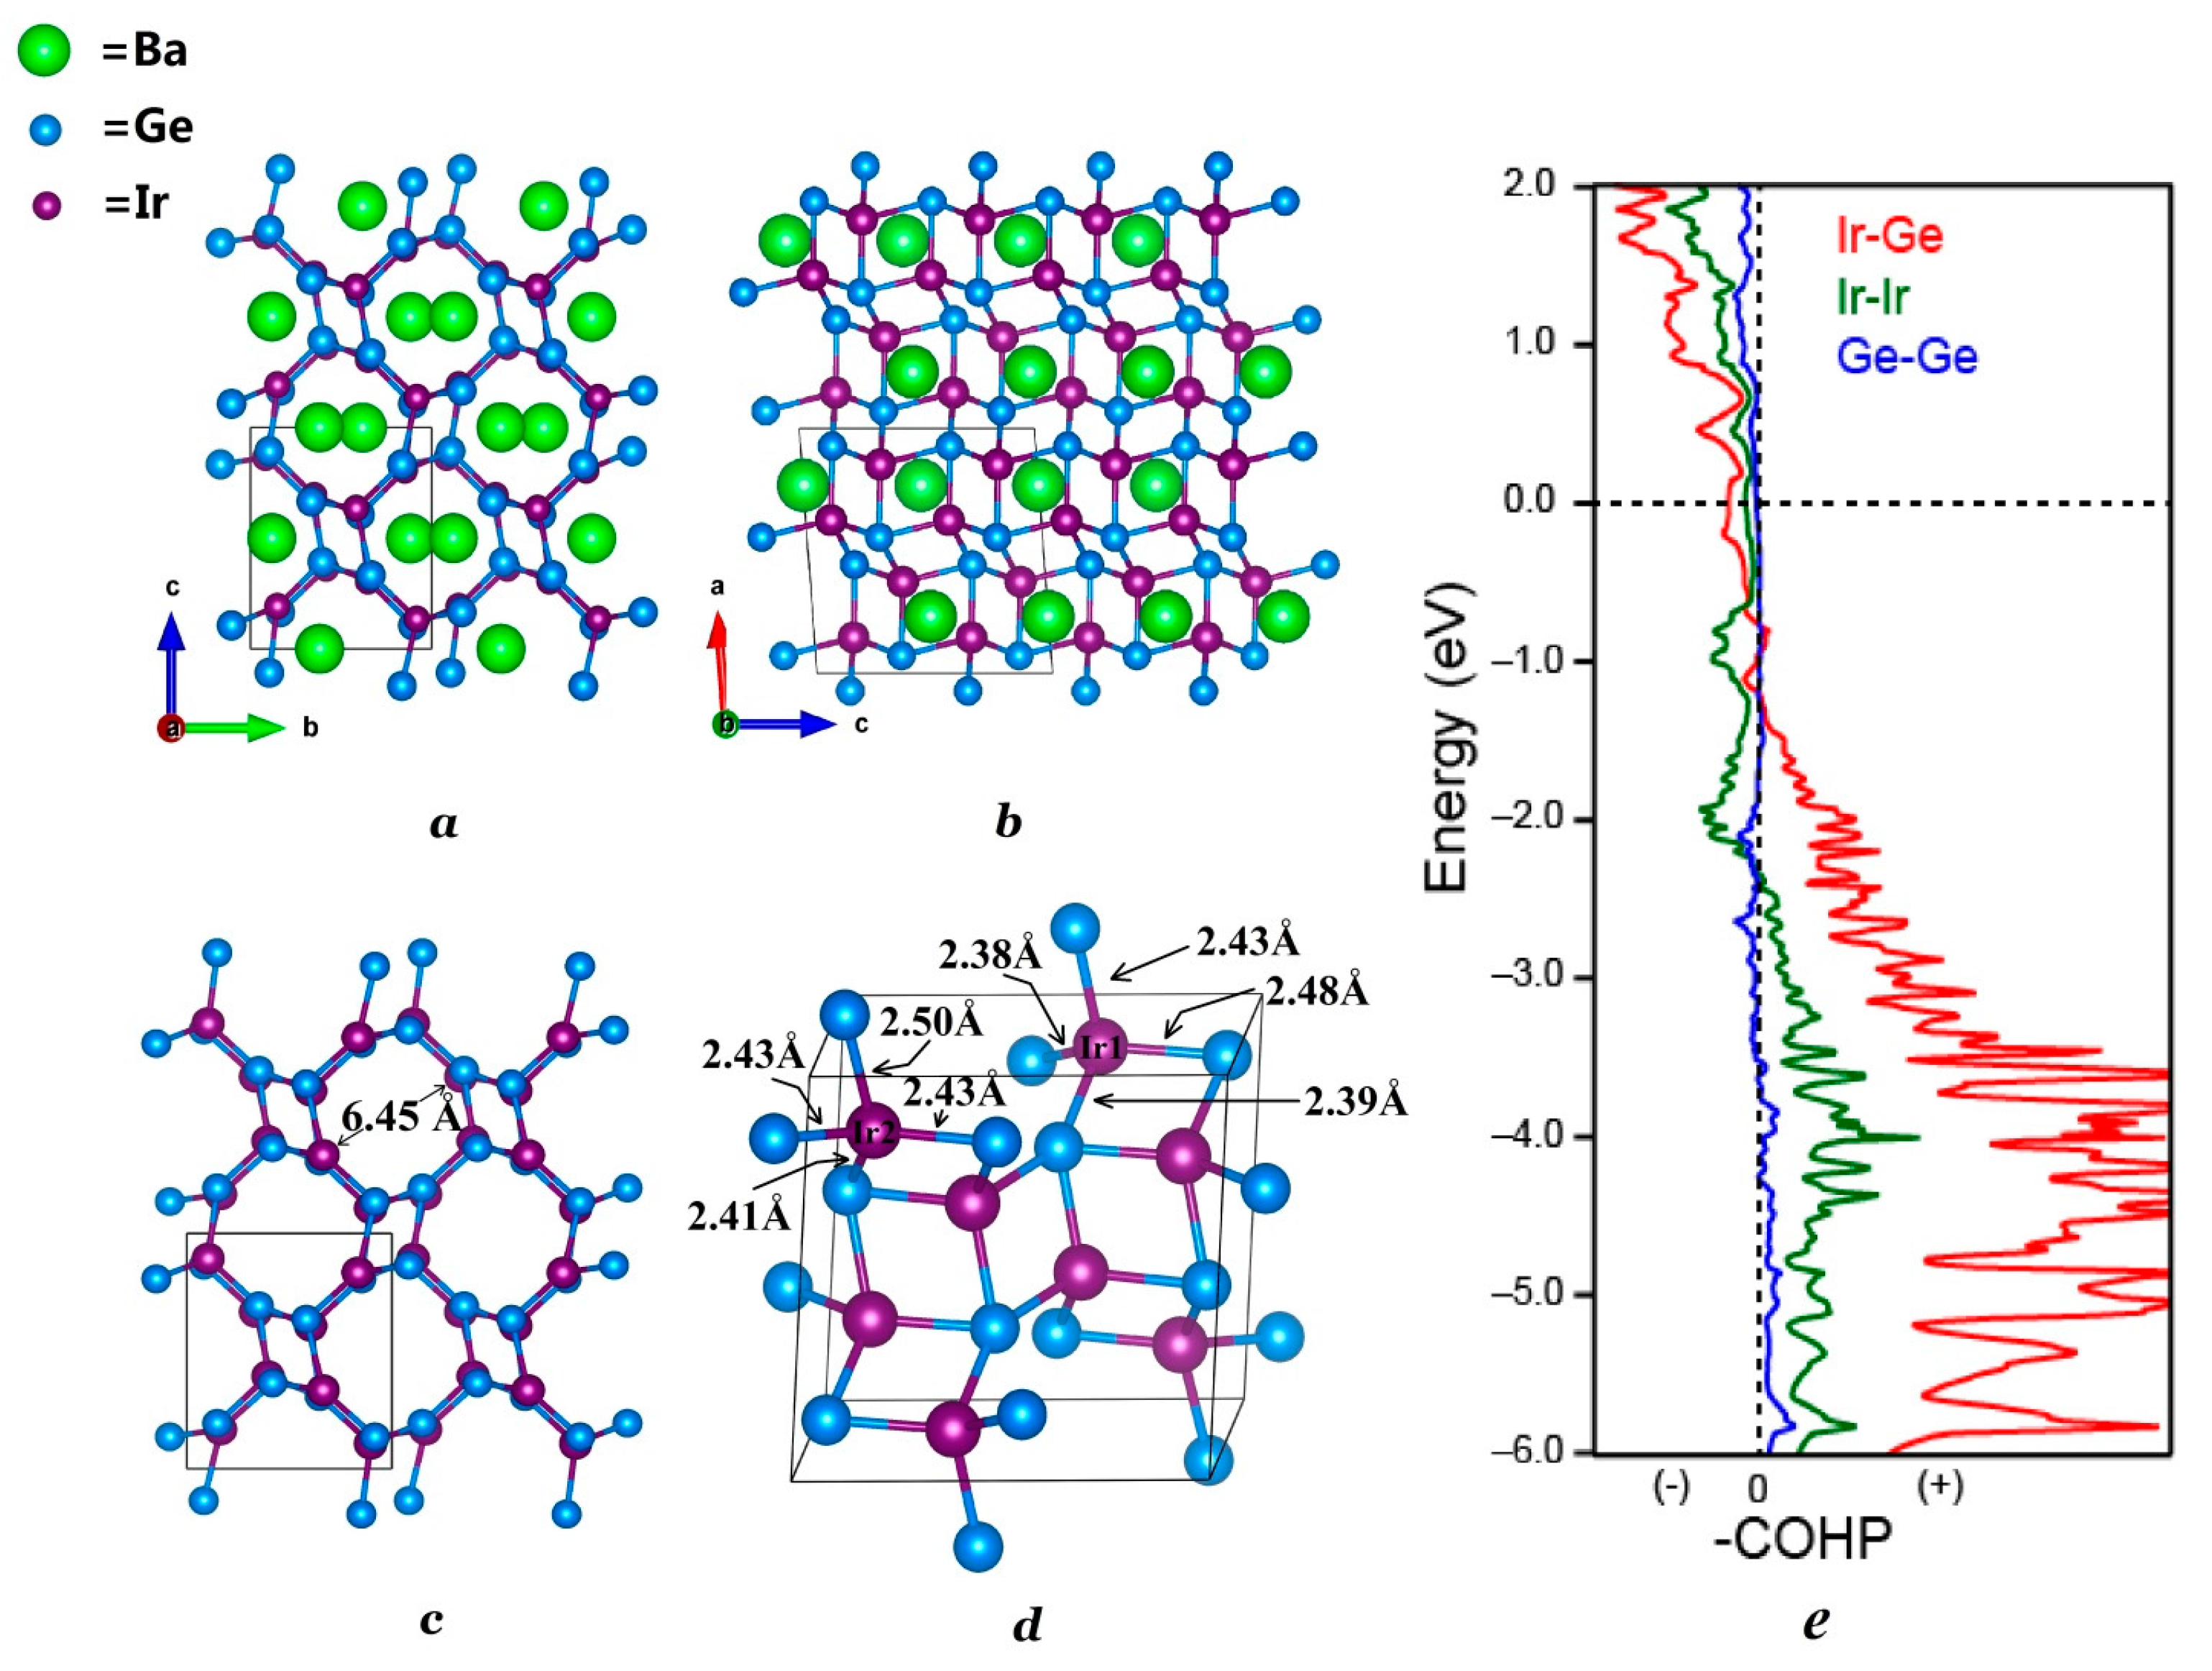 =Ba
=Ge
=Ir
c
a
b
a
a
b
c
b
6.45 Å
c
2.38Å
2.43Å
2.48Å
2.50Å
2.43Å
2.43Å
Ir1
2.39Å
Ir2
2.41Å
d
2.0
1.0
0.0
–1.0
–2.0
–3.0
–4.0
–5.0
–6.0
Energy (eV)
Ir-Ge
Ir-Ir
Ge-Ge
(-) 0 (+)
-COHP
e